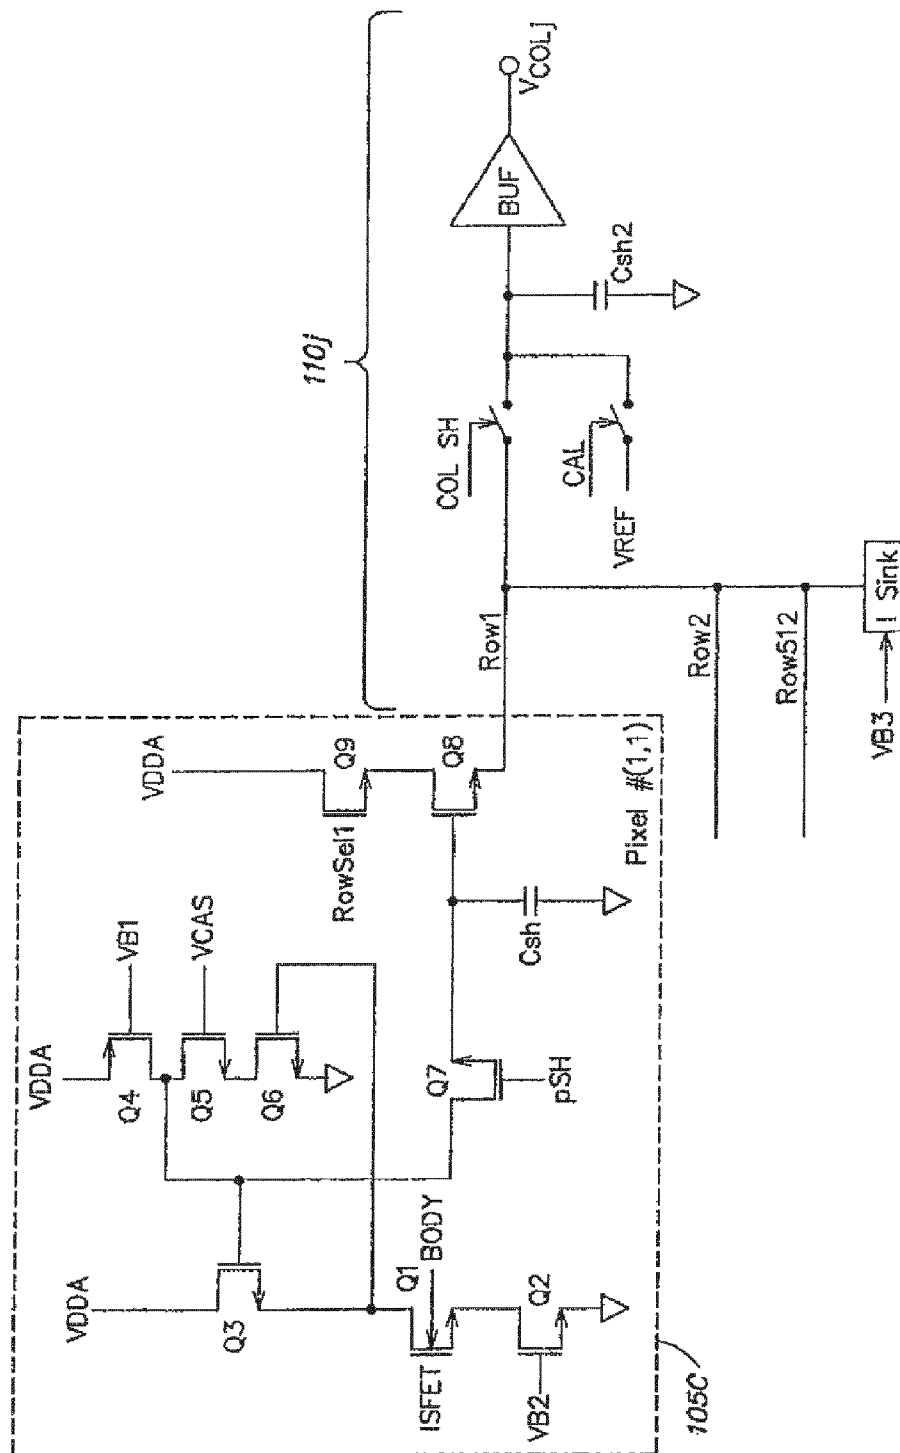 110j
VDDA
Q3
VDDA
Q4
VB1
Q5
VCAS
Q6
Q1
BODY
ISFET
Q2
VB2
Q7
pSH
Csh
VDDA
Q9
RowSel1
Q8
Pixel #(1,1)
105C
Row1
Row2
Row512
VB3
I Sink
COL SH
CAL
VREF
Csh2
BUF
VCOLj